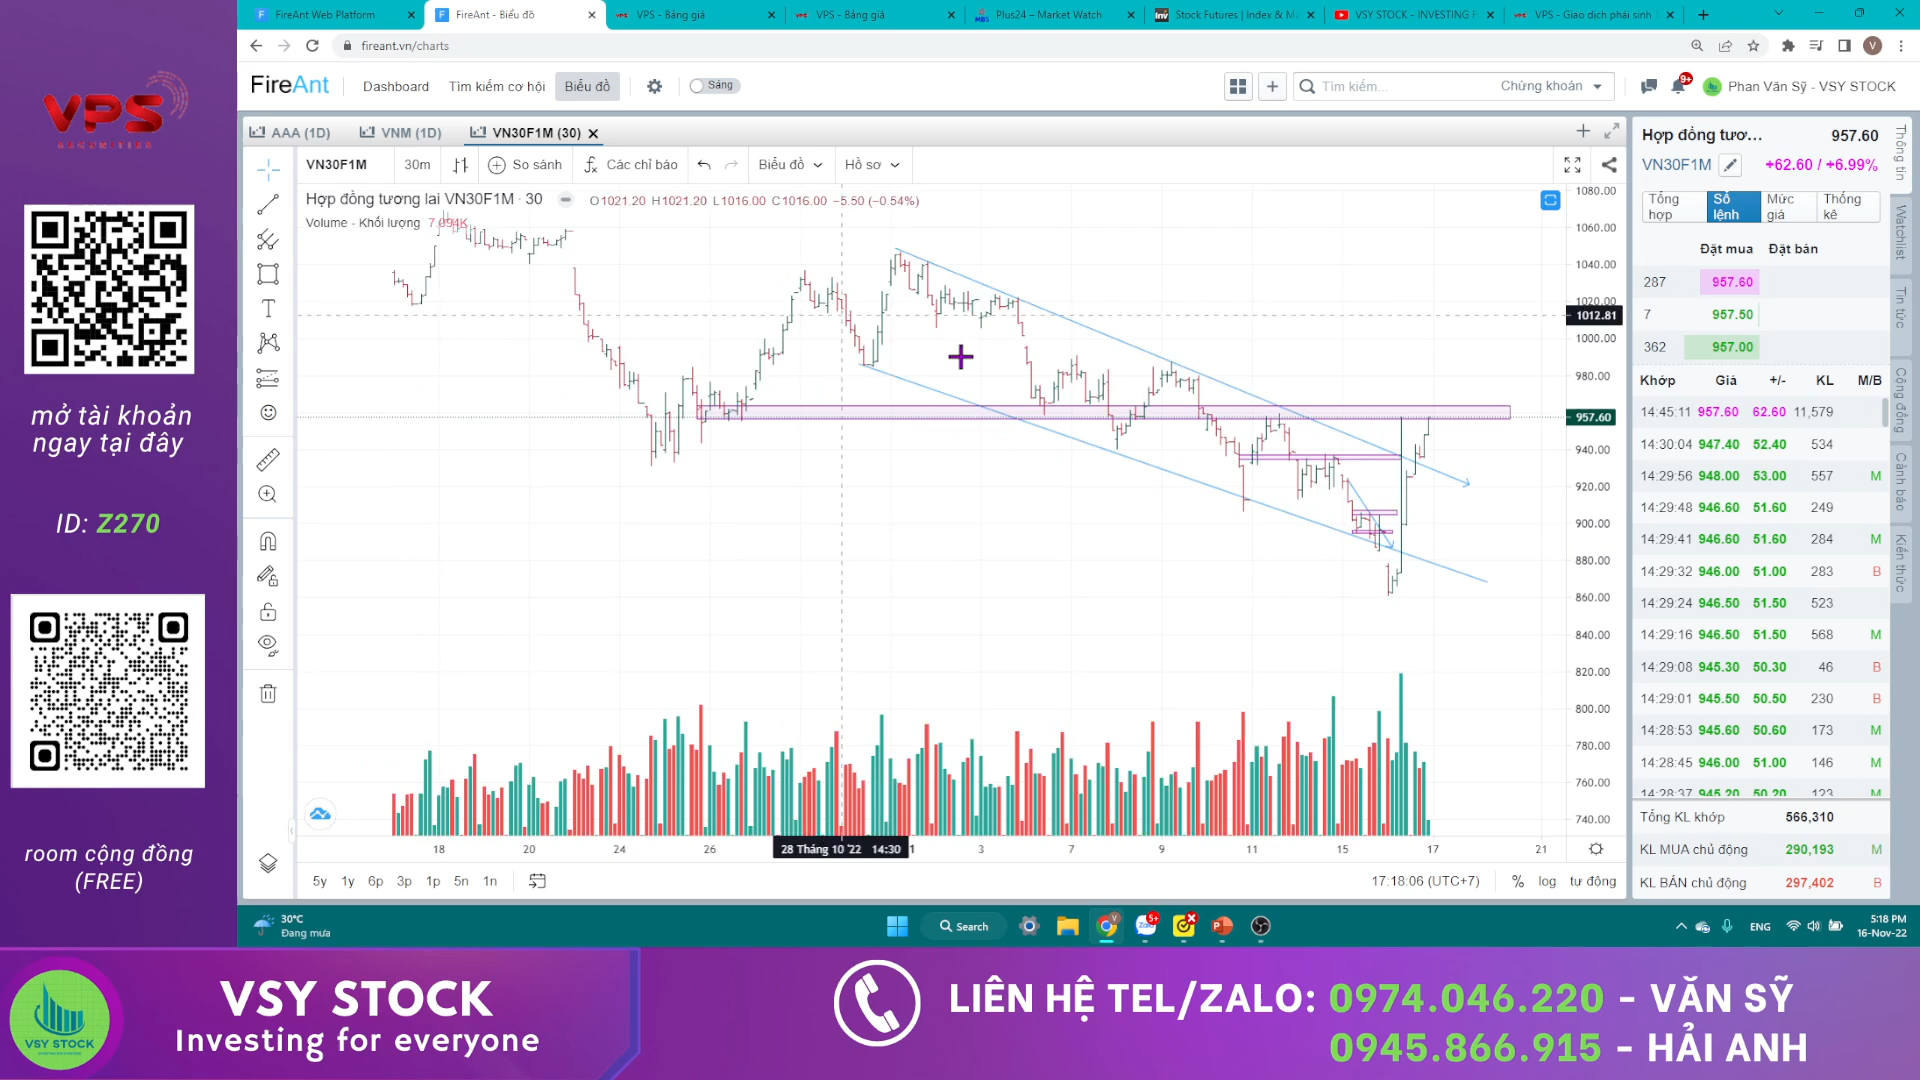 VPS
SECURITIES
mở tài khoản
ngay tại đây
ID: Z270
room cộng đồng
(FREE)
FireAnt Web Platform
FireAnt - Biểu đồ
VPS - Bảng giá
VPS - Bảng giá
Plus24 – Market Watch
Stock Futures | Index & M
VSY STOCK - INVESTING F
VPS - Giao dịch phái sinh
fireant.vn/charts
FireAnt
Dashboard
Tìm kiếm cơ hội
Biểu đồ
Sáng
Tìm kiếm...
Chứng khoán
9+
Phan Văn Sỹ - VSY STOCK
AAA (1D)
VNM (1D)
VN30F1M (30)
VN30F1M
30m
So sánh
Các chỉ báo
Biểu đồ
Hồ sơ
Hợp đồng tương lai VN30F1M · 30
O1021.20 H1021.20 L1016.00 C1016.00 −5.50 (−0.54%)
Volume - Khối lượng 7.094K
1080.00
1060.00
1040.00
1020.00
1012.81
1000.00
980.00
957.60
940.00
920.00
900.00
880.00
860.00
840.00
820.00
800.00
780.00
760.00
740.00
18 20 24 26 28 Tháng 10 '22 14:30 1 3 7 9 11 15 17 21
5y 1y 6p 3p 1p 5n 1n
17:18:06 (UTC+7) % log tự động
Hợp đồng tươ... 957.60
VN30F1M +62.60 / +6.99%
Tổng hợp
Sổ lệnh
Mức giá
Thống kê
Đặt mua Đặt bán
287 957.60
7 957.50
362 957.00
Khớp Giá +/- KL M/B
14:45:11 957.60 62.60 11,579
14:30:04 947.40 52.40 534
14:29:56 948.00 53.00 557 M
14:29:48 946.60 51.60 249
14:29:41 946.60 51.60 284 M
14:29:32 946.00 51.00 283 B
14:29:24 946.50 51.50 523
14:29:16 946.50 51.50 568 M
14:29:08 945.30 50.30 46 B
14:29:01 945.50 50.50 230 B
14:28:53 945.60 50.60 173 M
14:28:45 946.00 51.00 146 M
14:28:37 945.20 50.20 123 M
Tổng KL khớp 566,310
KL MUA chủ động 290,193 M
KL BÁN chủ động 297,402 B
Thông tin
Watchlist
Tin tức
Cộng đồng
Cảnh báo
Kiến thức
30°C
Đang mưa
Search
5+
ENG
5:18 PM
16-Nov-22
VSY STOCK
VSY STOCK
Investing for everyone
LIÊN HỆ TEL/ZALO: 0974.046.220 - VĂN SỸ
0945.866.915 - HẢI ANH